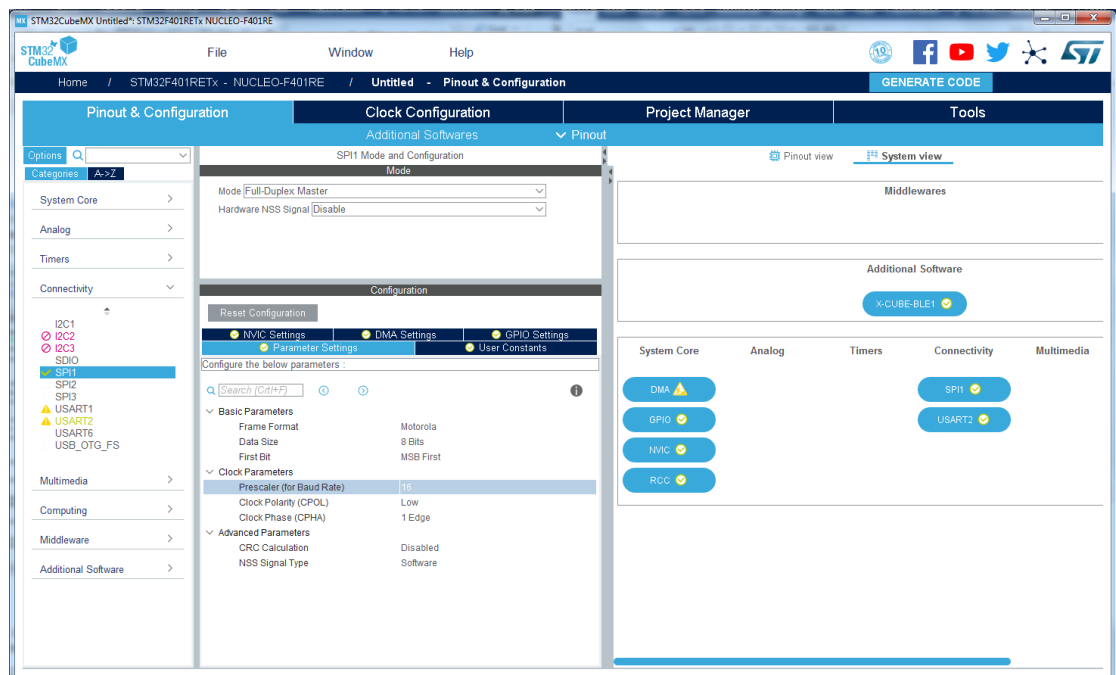 MX STM32CubeMX Untitled*: STM32F401RETx NUCLEO-F401RE
STM32
CubeMX
File Window Help
10
Home / STM32F401RETx - NUCLEO-F401RE / Untitled - Pinout & Configuration GENERATE CODE
Pinout & Configuration Clock Configuration Project Manager Tools
Additional Softwares Pinout
Options
Categories A->Z
System Core
Analog
Timers
Connectivity
I2C1
I2C2
I2C3
SDIO
SPI1
SPI2
SPI3
USART1
USART2
USART6
USB_OTG_FS
Multimedia
Computing
Middleware
Additional Software
SPI1 Mode and Configuration
Mode
Mode Full-Duplex Master
Hardware NSS Signal Disable
Configuration
Reset Configuration
NVIC Settings DMA Settings GPIO Settings
Parameter Settings User Constants
Configure the below parameters :
Search (Crtl+F)
Basic Parameters
Frame Format Motorola
Data Size 8 Bits
First Bit MSB First
Clock Parameters
Prescaler (for Baud Rate) 16
Clock Polarity (CPOL) Low
Clock Phase (CPHA) 1 Edge
Advanced Parameters
CRC Calculation Disabled
NSS Signal Type Software
Pinout view System view
Middlewares
Additional Software
X-CUBE-BLE1
System Core Analog Timers Connectivity Multimedia
DMA SPI1
GPIO USART2
NVIC
RCC